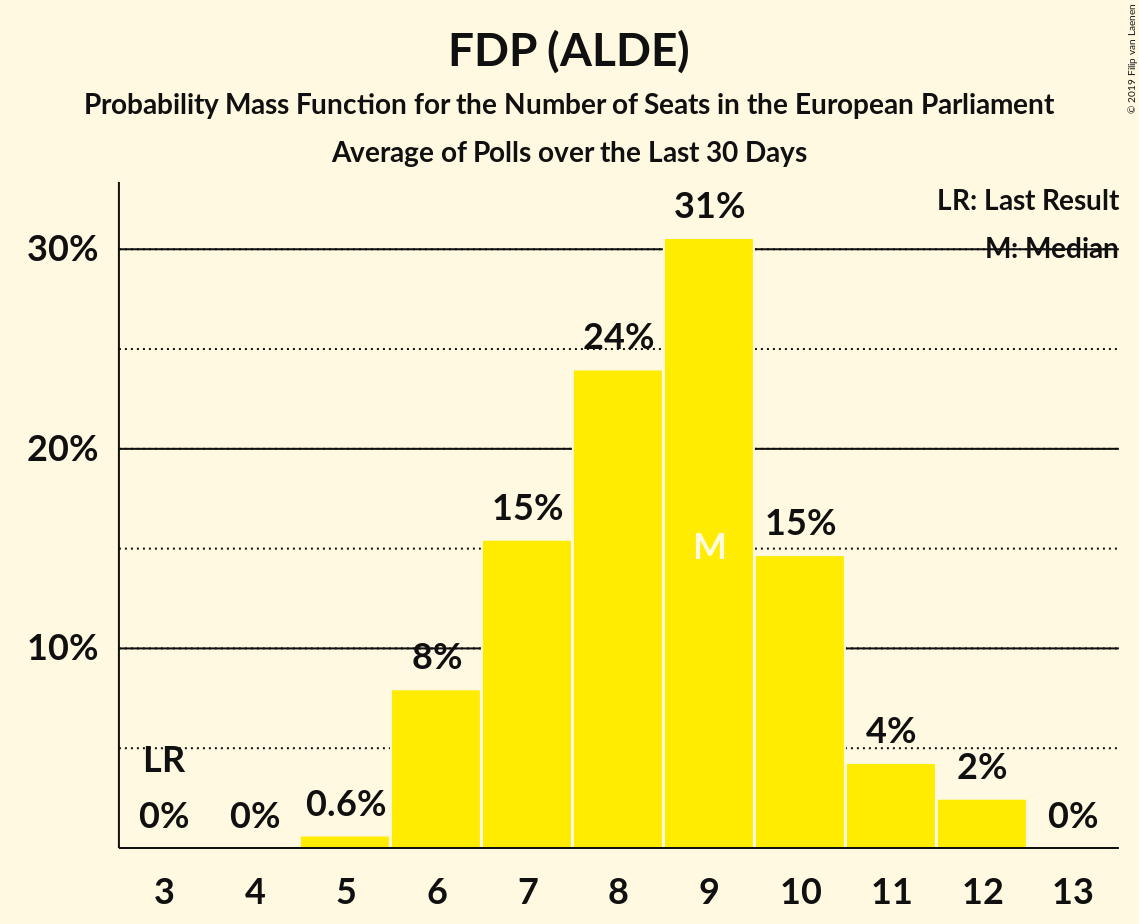 FDP (ALDE)
Probability Mass Function for the Number of Seats in the European Parliament
Average of Polls over the Last 30 Days
© 2019 Filip van Laenen
LR: Last Result
M: Median
30%
20%
10%
31%
24%
15%
M
15%
8%
4%
LR
2%
0%
0%
0.6%
0%
3 4 5 6 7 8 9 10 11 12 13